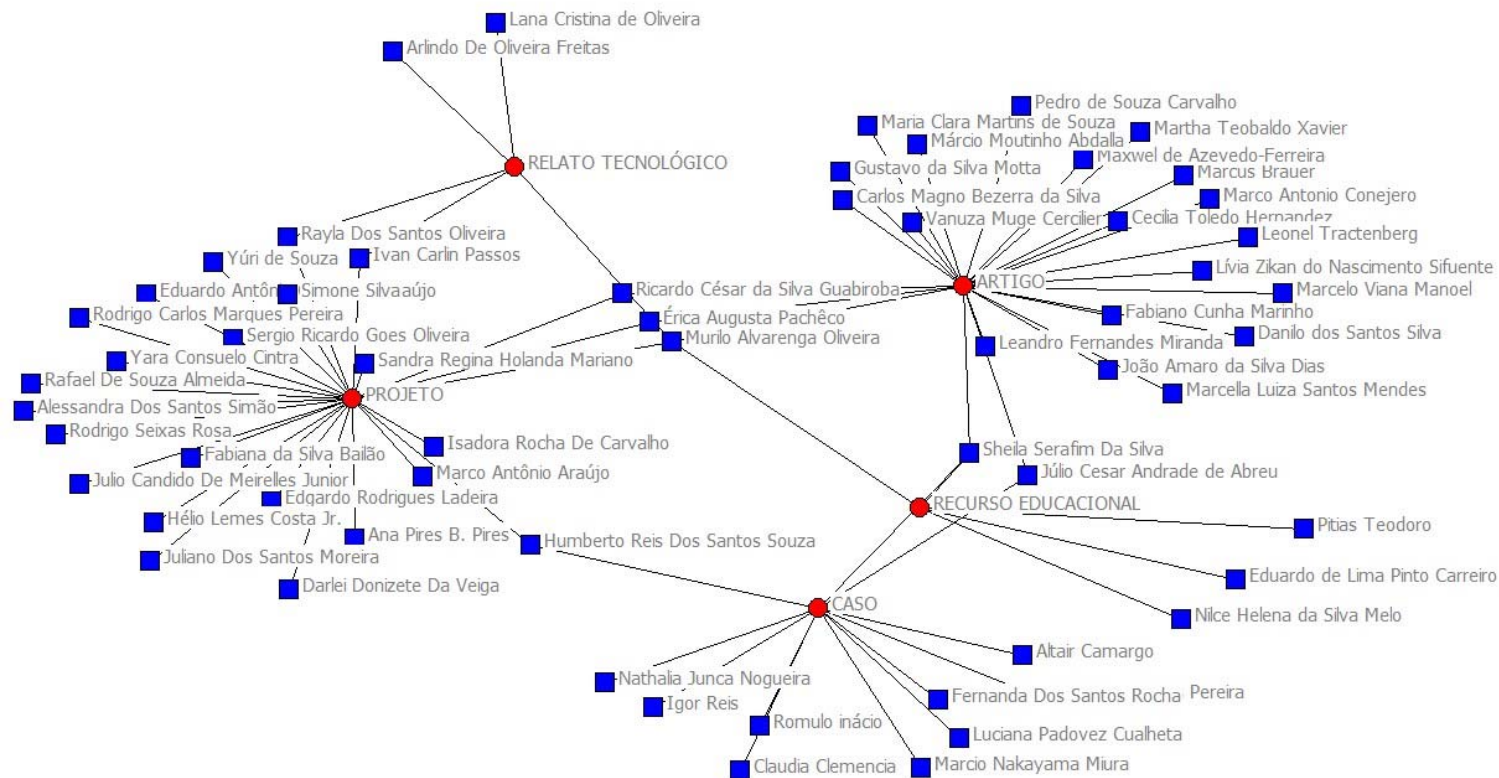 Lana Cristina de Oliveira
Arlindo De Oliveira Freitas
Pedro de Souza Carvalho
Maria Clara Martins de Souza
Martha Teobaldo Xavier
Márcio Moutinho Abdalla
Maxwel de Azevedo-Ferreira
RELATO TECNOLÓGICO
Gustavo da Silva Motta
Marcus Brauer
Carlos Magno Bezerra da Silva
Marco Antonio Conejero
Vanuza Muge Cercilier
Cecilia Toledo Hernandez
Rayla Dos Santos Oliveira
Leonel Tractenberg
Yúri de Souza
Ivan Carlin Passos
Lívia Zikan do Nascimento Sifuente
ARTIGO
Eduardo Antôn
Simone Silva
aújo
Ricardo César da Silva Guabiroba
Marcelo Viana Manoel
Rodrigo Carlos Marques Pereira
Fabiano Cunha Marinho
Érica Augusta Pachêco
Sergio Ricardo Goes Oliveira
Danilo dos Santos Silva
Murilo Alvarenga Oliveira
Leandro Fernandes Miranda
Yara Consuelo Cintra
Sandra Regina Holanda Mariano
João Amaro da Silva Dias
Rafael De Souza Almeida
PROJETO
Marcella Luiza Santos Mendes
Alessandra Dos Santos Simão
Rodrigo Seixas Rosa
Isadora Rocha De Carvalho
Sheila Serafim Da Silva
Fabiana da Silva Bailão
Marco Antônio Araújo
Júlio Cesar Andrade de Abreu
Julio Candido De Meirelles Junior
Edgardo Rodrigues Ladeira
RECURSO EDUCACIONAL
Hélio Lemes Costa Jr.
Pitias Teodoro
Ana Pires B. Pires
Humberto Reis Dos Santos Souza
Juliano Dos Santos Moreira
Eduardo de Lima Pinto Carreiro
Darlei Donizete Da Veiga
CASO
Nilce Helena da Silva Melo
Altair Camargo
Nathalia Junca Nogueira
Fernanda Dos Santos Rocha
Pereira
Igor Reis
Romulo inácio
Luciana Padovez Cualheta
Claudia Clemencia
Marcio Nakayama Miura